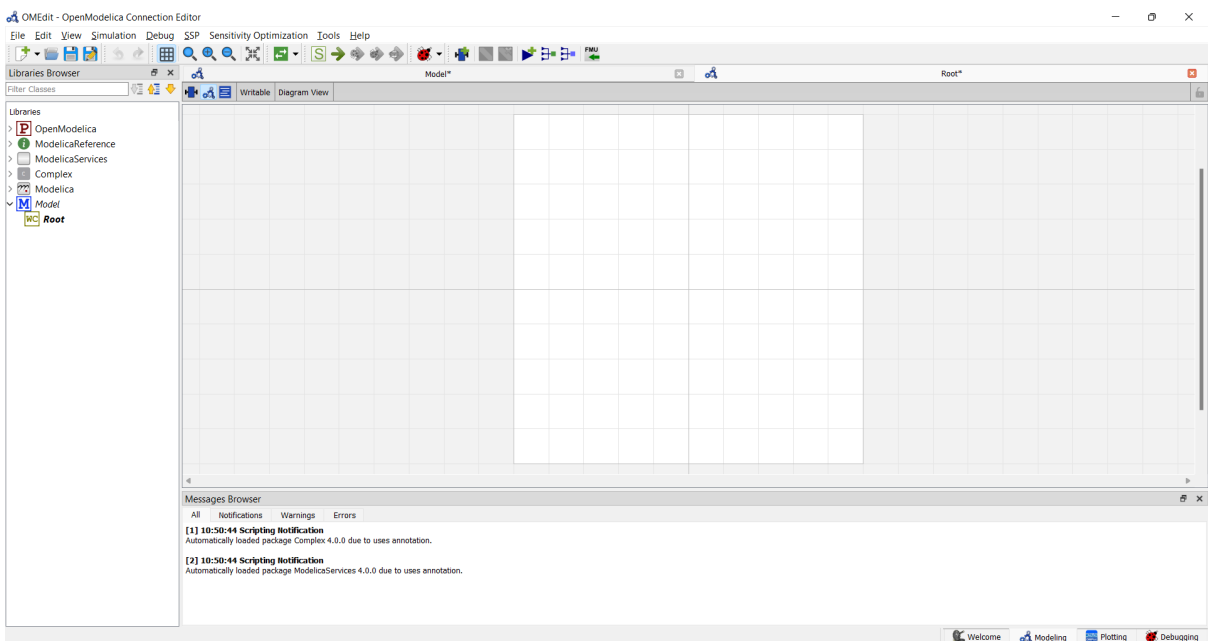 OMEdit - OpenModelica Connection Editor
File Edit View Simulation Debug SSP Sensitivity Optimization Tools Help
S FMU
Libraries Browser
Model* Root*
Filter Classes
Writable Diagram View
Libraries
P OpenModelica
i ModelicaReference
ModelicaServices
C Complex
Modelica
M Model
WC Root
Messages Browser
All Notifications Warnings Errors
[1] 10:50:44 Scripting Notification
Automatically loaded package Complex 4.0.0 due to uses annotation.
[2] 10:50:44 Scripting Notification
Automatically loaded package ModelicaServices 4.0.0 due to uses annotation.
Welcome Modeling Plotting Debugging